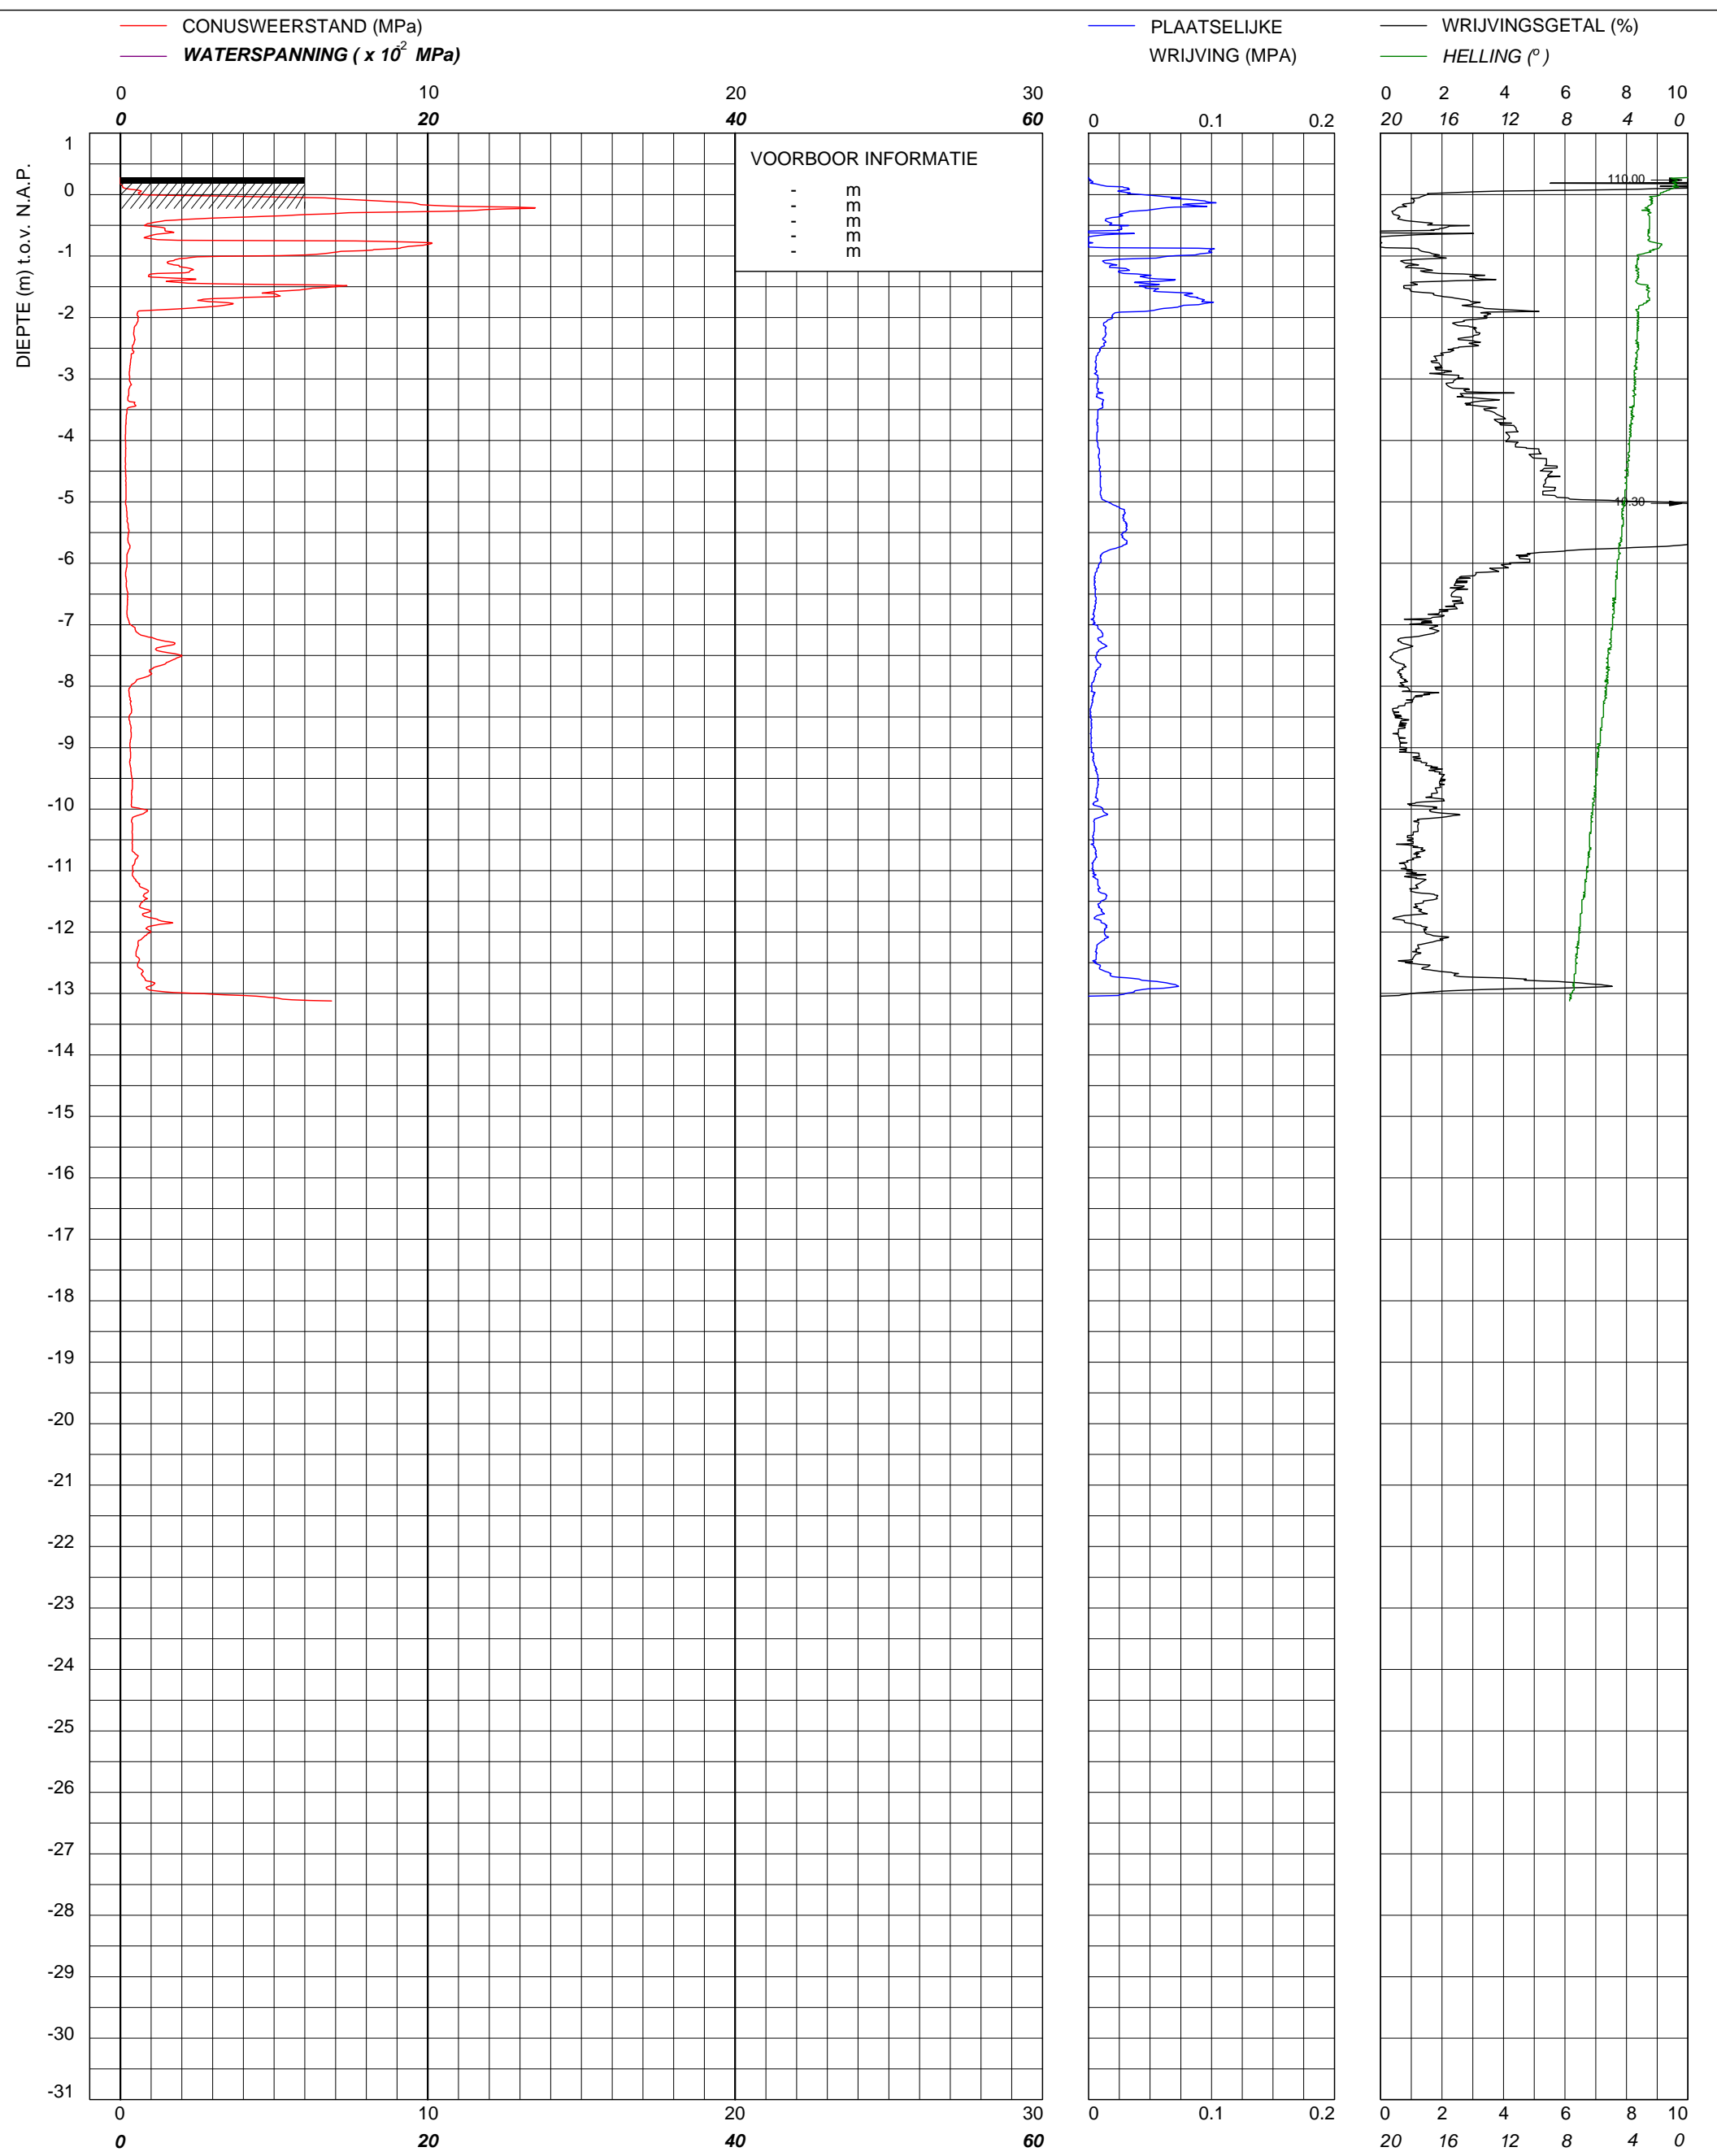 CONUSWEERSTAND (MPa)
WATERSPANNING ( x 10-2 MPa)
PLAATSELIJKE
WRIJVING (MPA)
WRIJVINGSGETAL (%)
HELLING (º )
0 10 20 30
0 20 40 60
0 0.1 0.2
0 2 4 6 8 10
20 16 12 8 4 0
DIEPTE (m) t.o.v. N.A.P.
VOORBOOR INFORMATIE
- m
- m
- m
- m
- m
110.00
10.30
1
0
-1
-2
-3
-4
-5
-6
-7
-8
-9
-10
-11
-12
-13
-14
-15
-16
-17
-18
-19
-20
-21
-22
-23
-24
-25
-26
-27
-28
-29
-30
-31
0 10 20 30
0 20 40 60
0 0.1 0.2
0 2 4 6 8 10
20 16 12 8 4 0